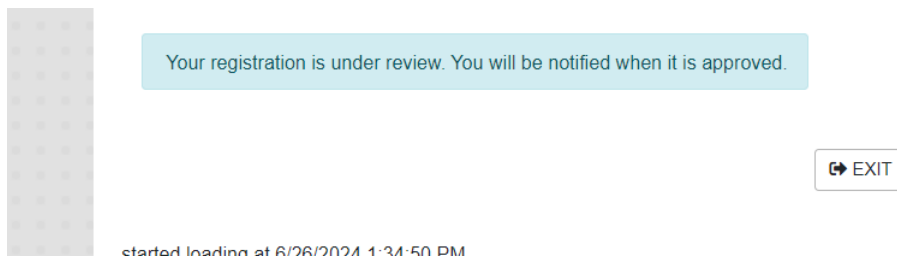 Your registration is under review. You will be notified when it is approved.
EXIT
started loading at 6/26/2024 1:34:50 PM